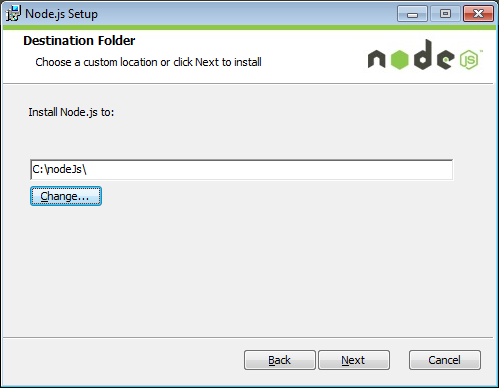 Node.js Setup
Destination Folder
Choose a custom location or click Next to install
node
JS
Install Node.js to:
C:\nodeJs\
Change...
Back
Next
Cancel